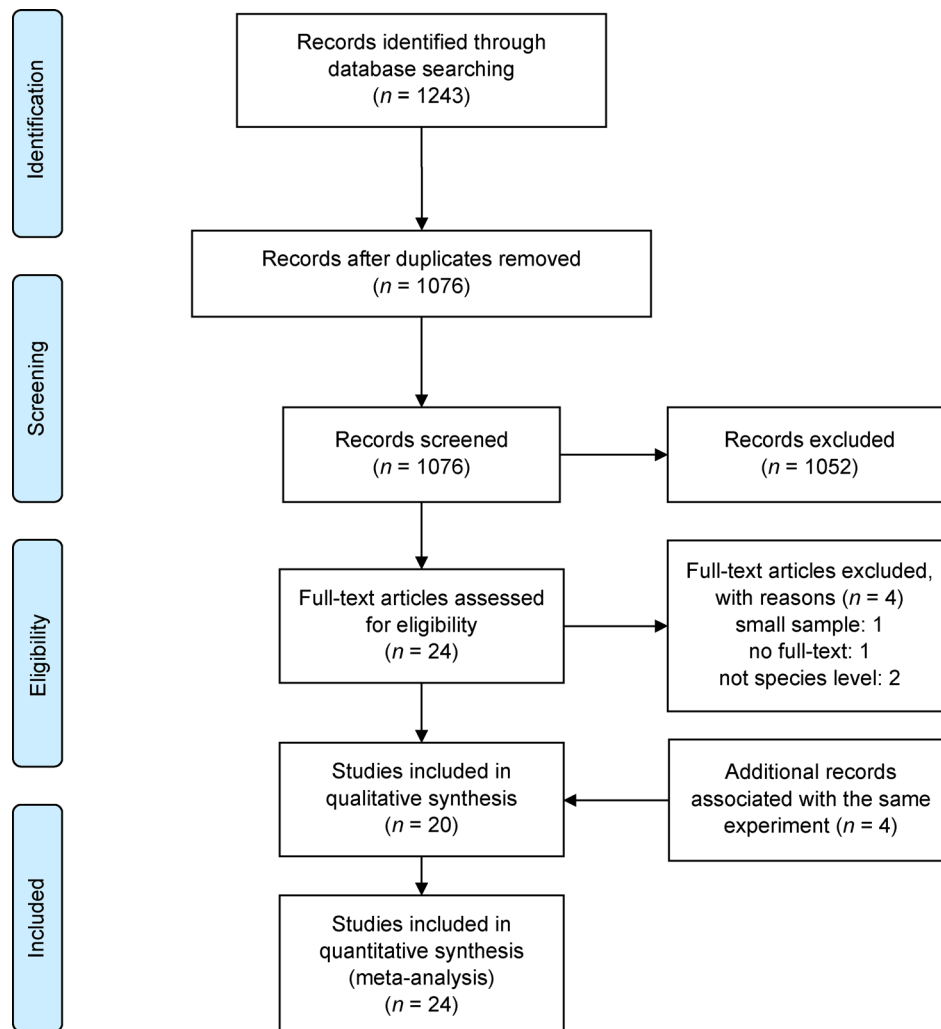 Identification
Records identified through
database searching
(n = 1243)
Records after duplicates removed
(n = 1076)
Screening
Records screened
(n = 1076)
Records excluded
(n = 1052)
Eligibility
Full-text articles assessed
for eligibility
(n = 24)
Full-text articles excluded,
with reasons (n = 4)
small sample: 1
no full-text: 1
not species level: 2
Studies included in
qualitative synthesis
(n = 20)
Additional records
associated with the same
experiment (n = 4)
Included
Studies included in
quantitative synthesis
(meta-analysis)
(n = 24)